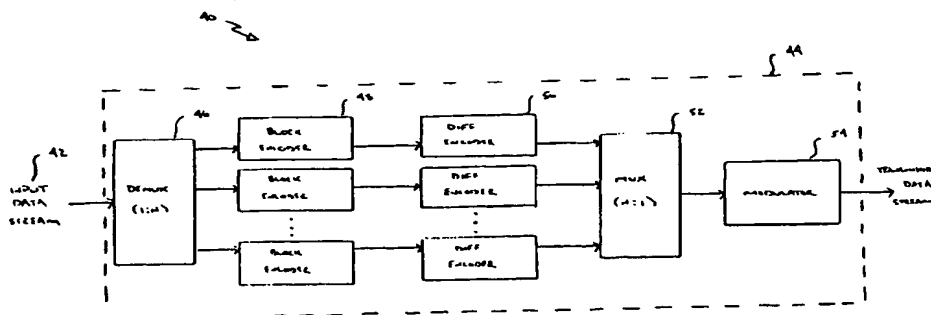 40
44
46
48
50
52
54
42
INPUT
DATA
STREAM
DEMUX
(1:N)
BLOCK
ENCODER
DIFF
ENCODER
BLOCK
ENCODER
DIFF
ENCODER
BLOCK
ENCODER
DIFF
ENCODER
MUX
(N:1)
MODULATOR
DATA
STREAM